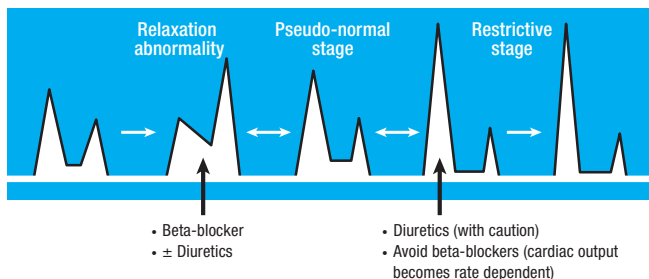 Relaxation
abnormality
Pseudo-normal
stage
Restrictive
stage
• Beta-blocker
• ± Diuretics
• Diuretics (with caution)
• Avoid beta-blockers (cardiac output
becomes rate dependent)